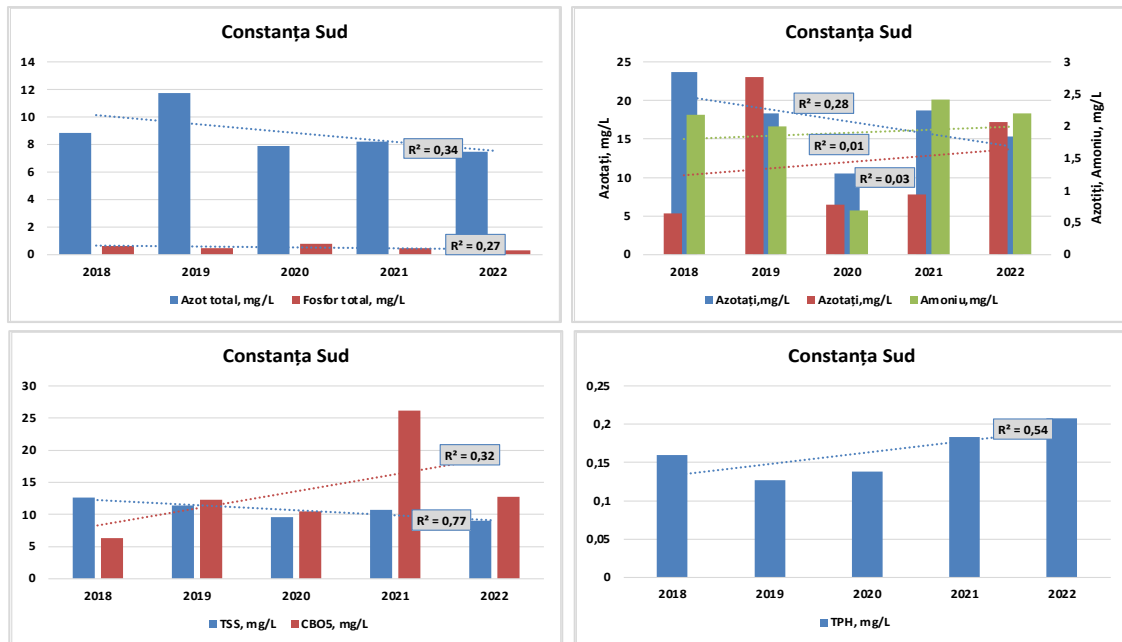 Constanța Sud
14
12
10
8
6
4
2
0
R² = 0,34
R² = 0,27
2018 2019 2020 2021 2022
Azot total, mg/L Fosfor total, mg/L
Constanța Sud
Azotați, mg/L
25
20
15
10
5
0
R² = 0,28
R² = 0,01
R² = 0,03
3
2,5
2
1,5
1
0,5
0
Azotiți, Amoniu, mg/L
2018 2019 2020 2021 2022
Azotați,mg/L Azotați,mg/L Amoniu,mg/L
Constanța Sud
30
25
20
15
10
5
0
R² = 0,32
R² = 0,77
2018 2019 2020 2021 2022
TSS, mg/L CBO5, mg/L
Constanța Sud
0,25
0,2
0,15
0,1
0,05
0
R² = 0,54
2018 2019 2020 2021 2022
TPH, mg/L